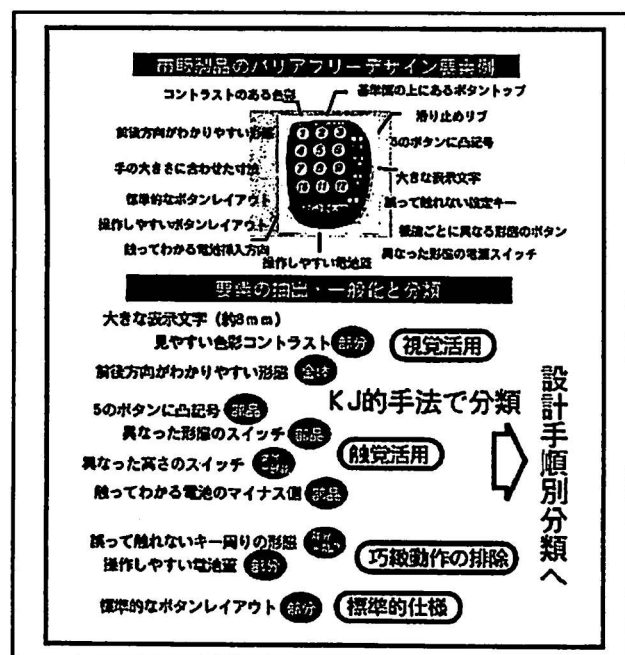 市販製品のバリアフリーデザイン要素例
コントラストのある色彩
基準面の上にあるボタントップ
滑り止めリブ
前後方向がわかりやすい形態
5のボタンに凸記号
手の大きさに合わせた寸法
大きな表示文字
標準的なボタンレイアウト
誤って触れない設定キー
操作しやすいボタンレイアウト
機能ごとに異なる形態のボタン
触ってわかる電池挿入方向
異なった形態の電源スイッチ
操作しやすい電池蓋
要素の抽出・一般化と分類
大きな表示文字 (約8mm)
見やすい色彩コントラスト 部分
視覚活用
前後方向がわかりやすい形態 全体
KJ的手法で分類
5のボタンに凸記号 部品
異なった形態のスイッチ 部品
触覚活用
異なった高さのスイッチ
触ってわかる電池のマイナス側 部品
設計手順別分類へ
誤って触れないキー周りの形態
操作しやすい電池蓋 部分
巧緻動作の排除
標準的なボタンレイアウト 部分
標準的仕様